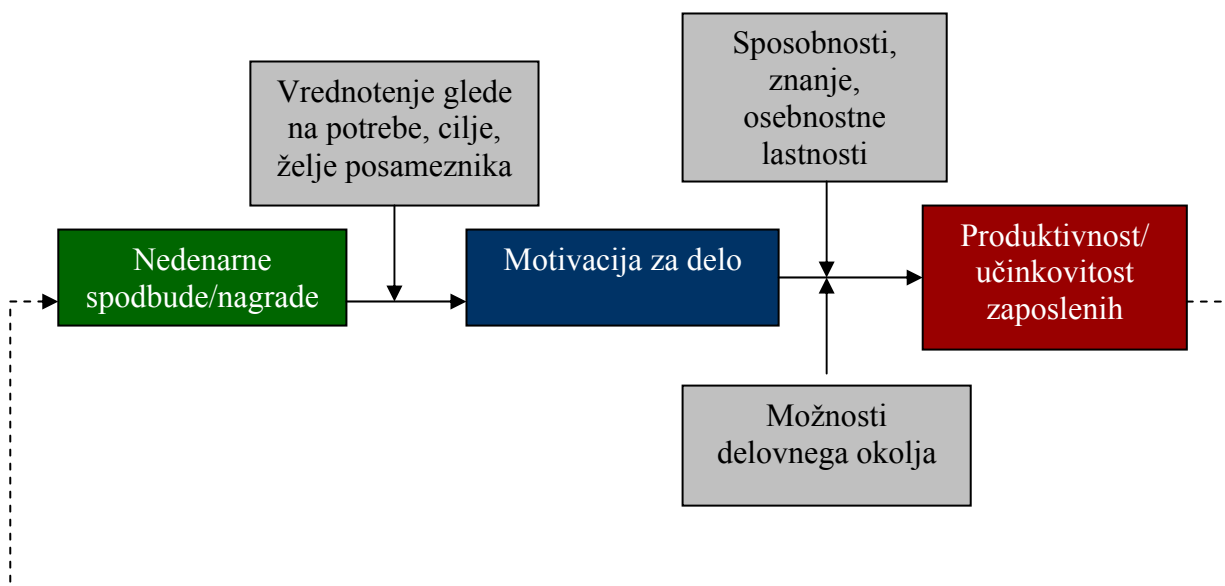 Vrednotenje glede
na potrebe, cilje,
želje posameznika
Sposobnosti,
znanje,
osebnostne
lastnosti
Nedenarne
spodbude/nagrade
Motivacija za delo
Produktivnost/
učinkovitost
zaposlenih
Možnosti
delovnega okolja